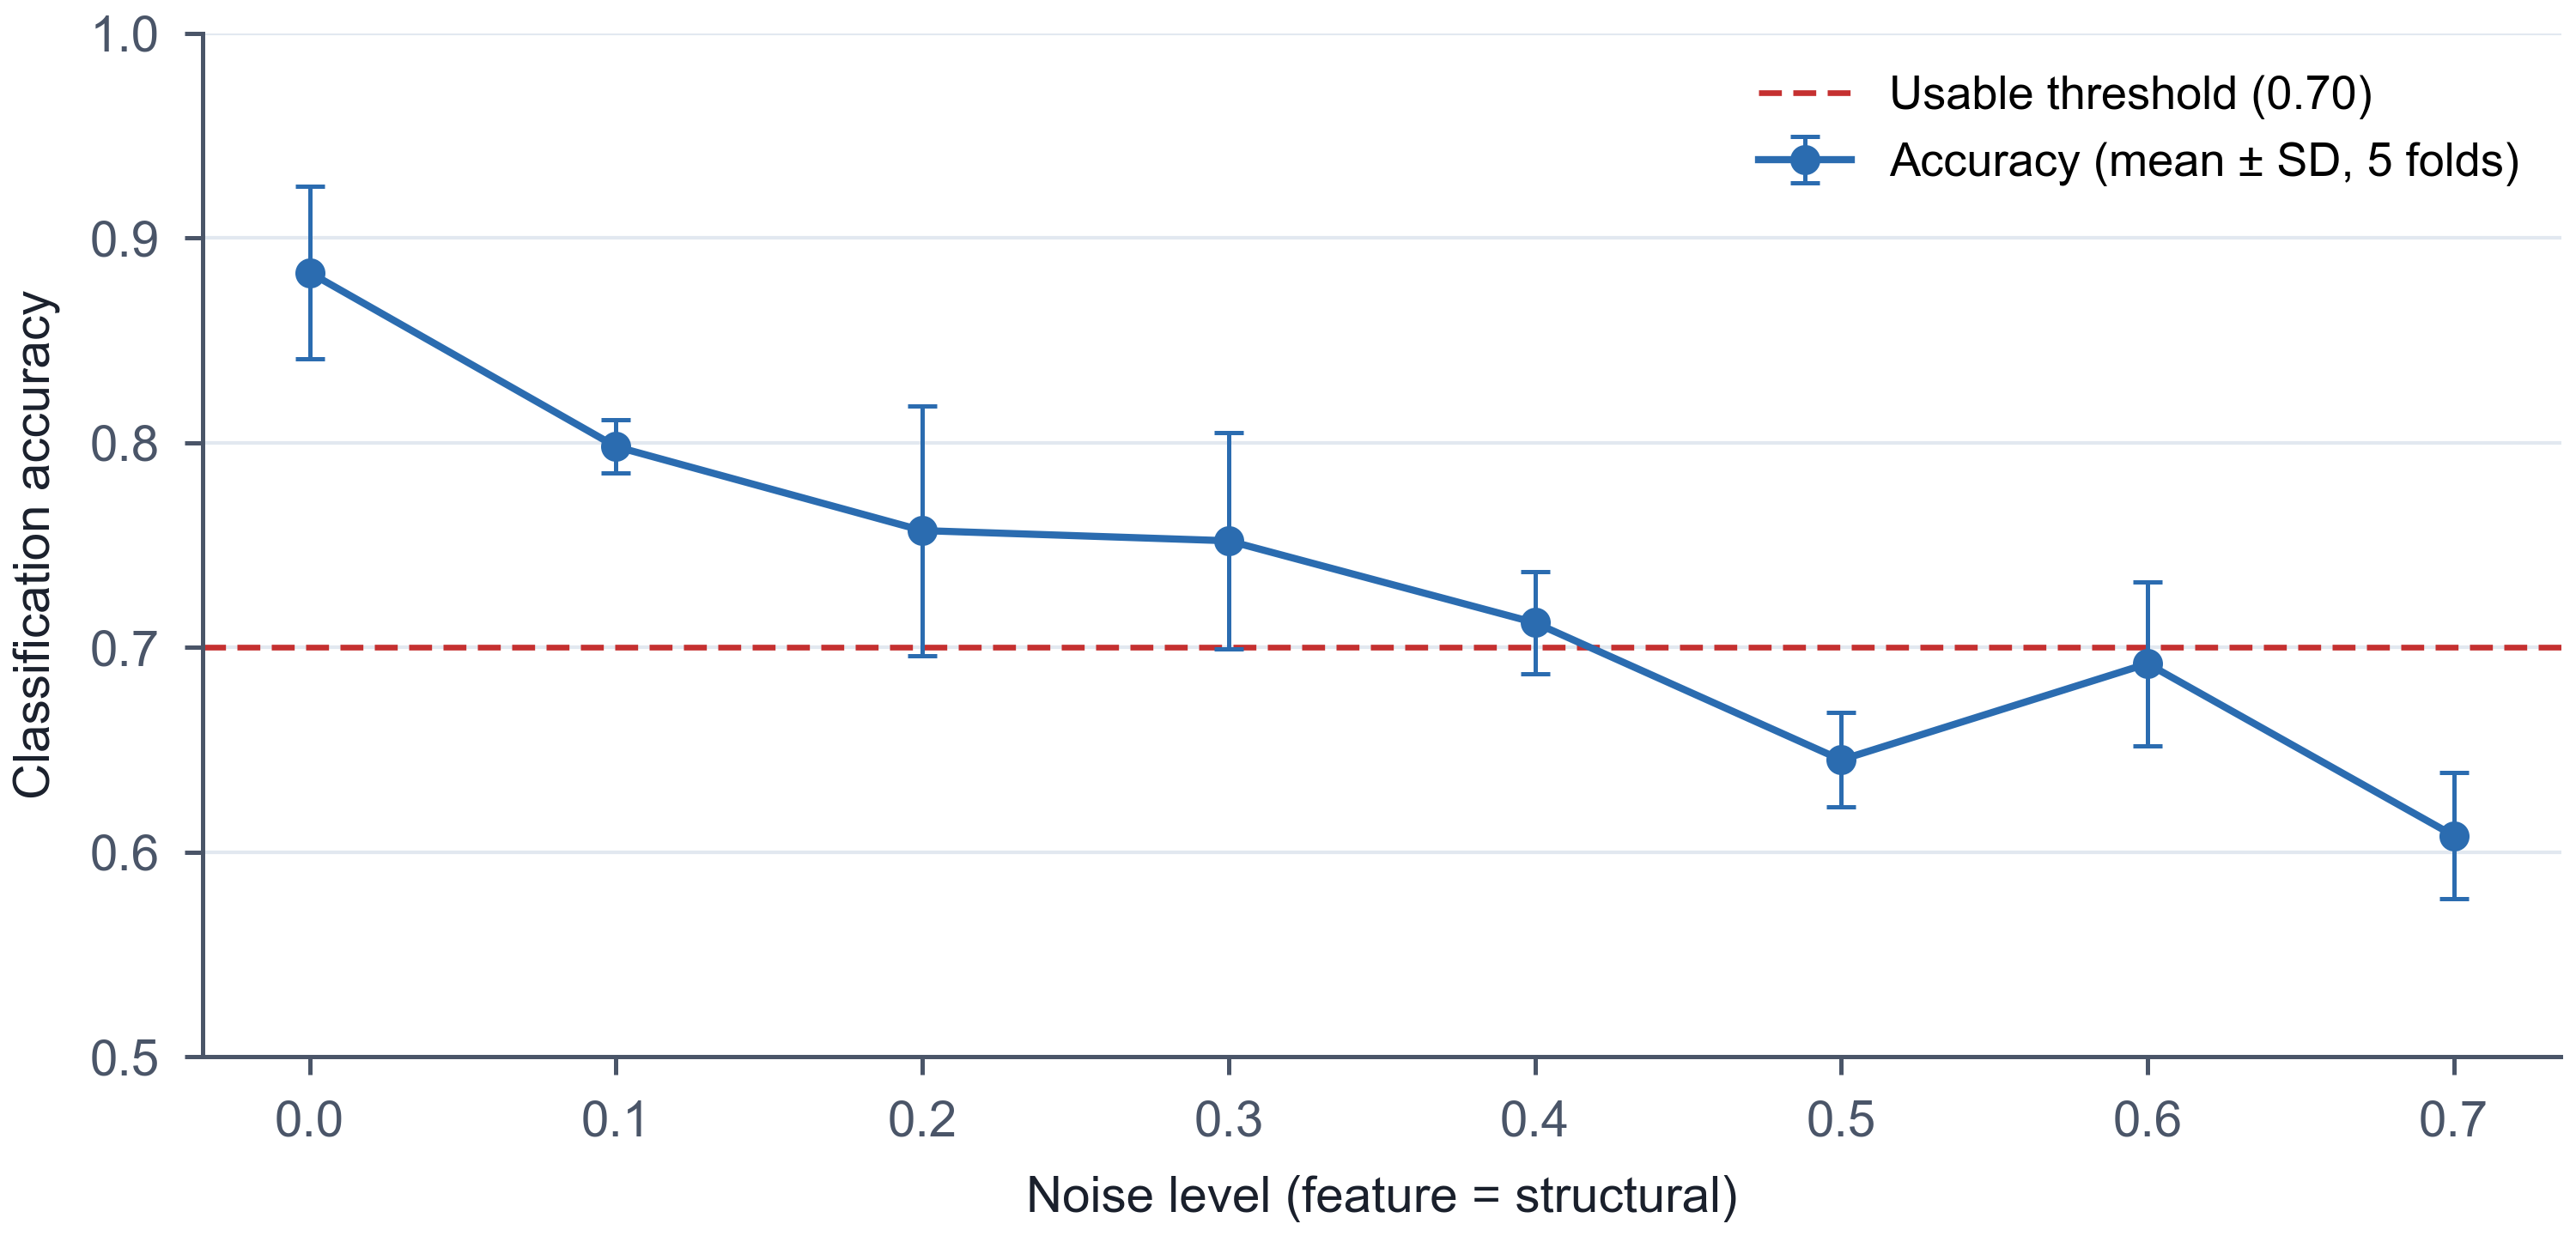 1.0
0.9
0.8
0.7
0.6
0.5
Classification accuracy
Usable threshold (0.70)
Accuracy (mean ± SD, 5 folds)
0.0 0.1 0.2 0.3 0.4 0.5 0.6 0.7
Noise level (feature = structural)